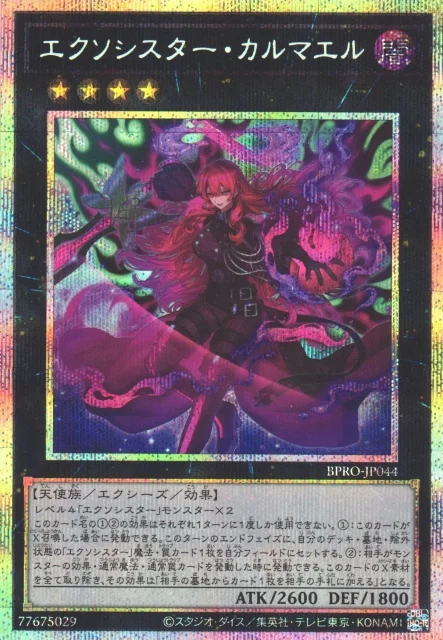 エクソシスター・カルマエル
闇
BPRO-JP044
【天使族／エクシーズ／効果】
レベル4「エクソシスター」モンスター×2
このカード名の①②の効果はそれぞれ1ターンに1度しか使用できない。①：このカードが
X召喚した場合に発動できる。このターンのエンドフェイズに、自分のデッキ・墓地・除外
状態の「エクソシスター」魔法・罠カード1枚を自分フィールドにセットする。②：相手がモン
スターの効果・通常魔法・通常罠カードを発動した時に発動できる。このカードのX素材
を全て取り除き、その効果は「相手の墓地からカード1枚を相手の手札に加える」となる。
ATK/2600 DEF/1800
77675029
©スタジオ・ダイス／集英社・テレビ東京・KONAMI